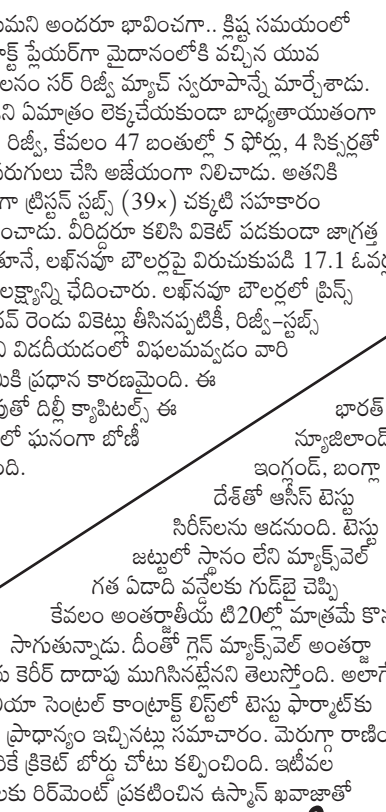 మని అందరూ భావించగా.. క్లిష్ట సమయంలో
ప్లేయర్‌గా మైదానంలోకి వచ్చిన యువ
సర్ రిజ్వీ మ్యాచ్ స్వరూపాన్నే మార్చేశాడు.
ఏమాత్రం లెక్కచేయకుండా బాధ్యతాయుతంగా
రిజ్వీ, కేవలం 47 బంతుల్లో 5 ఫోర్లు, 4 సిక్సర్లతో
చేసి అజేయంగా నిలిచాడు. అతనికి
గా ట్రిస్టన్ స్టబ్స్ (39×) చక్కటి సహకారం
వీరిద్దరూ కలిసి వికెట్ పడకుండా జాగ్రత్త
లఖ్‌నవూ బౌలర్లపై విరుచుకుపడి 17.1 ఓవర్ల
లక్ష్యాన్ని ఛేదించారు. లఖ్‌నవూ బౌలర్లలో ప్రిన్స్
రెండు వికెట్లు తీసినప్పటికీ, రిజ్వీ-స్టబ్స్
విడదీయడంలో విఫలమవ్వడం వారి
ప్రధాన కారణమైంది. ఈ
దిల్లీ క్యాపిటల్స్ ఈ
లో ఘనంగా బోణీ
ది.
భారత్
న్యూజిలాండ్
ఇంగ్లండ్, బంగ్లా
దేశ్‌తో ఆసీస్ టెస్టు
సిరీస్‌లను ఆడనుంది. టెస్టు
జట్టులో స్థానం లేని మ్యాక్స్‌వెల్
గత ఏడాది వన్డేలకు గుడ్‌బై చెప్పి
కేవలం అంతర్జాతీయ టి20ల్లో మాత్రమే కొన
సాగుతున్నాడు. దీంతో గ్లెన్ మ్యాక్స్‌వెల్ అంతర్జా
కెరీర్ దాదాపు ముగిసినట్లేనని తెలుస్తోంది. అలాగే
యా సెంట్రల్ కాంట్రాక్ట్ లిస్ట్‌లో టెస్టు ఫార్మాట్‌కు
ప్రాధాన్యం ఇచ్చినట్లు సమాచారం. మెరుగ్గా రాణిం
కే క్రికెట్ బోర్డు చోటు కల్పించింది. ఇటీవల
లకు రిర్‌మెంట్ ప్రకటించిన ఉస్మాన్ ఖవాజాతో